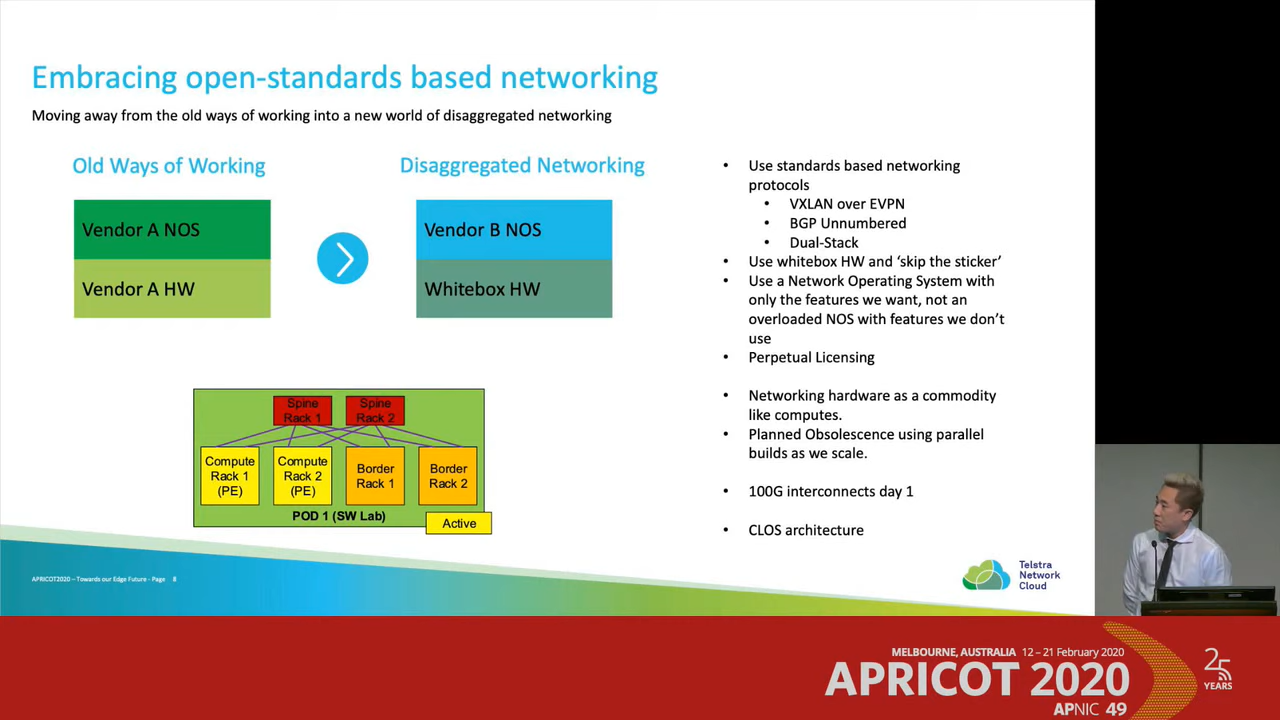 Embracing open-standards based networking
Moving away from the old ways of working into a new world of disaggregated networking
Old Ways of Working
Disaggregated Networking
Vendor A NOS
Vendor A HW
Vendor B NOS
Whitebox HW
• Use standards based networking
protocols
• VXLAN over EVPN
• BGP Unnumbered
• Dual-Stack
• Use whitebox HW and ‘skip the sticker’
• Use a Network Operating System with
only the features we want, not an
overloaded NOS with features we don’t
use
• Perpetual Licensing
• Networking hardware as a commodity
like computes.
• Planned Obsolescence using parallel
builds as we scale.
• 100G interconnects day 1
• CLOS architecture
Spine
Rack 1
Spine
Rack 2
Compute
Rack 1
(PE)
Compute
Rack 2
(PE)
Border
Rack 1
Border
Rack 2
POD 1 (SW Lab)
Active
APRICOT2020 – Towards our Edge Future - Page 8
Telstra
Network
Cloud
MELBOURNE, AUSTRALIA 12 – 21 February 2020
APRICOT 2020
APNIC 49
25
YEARS